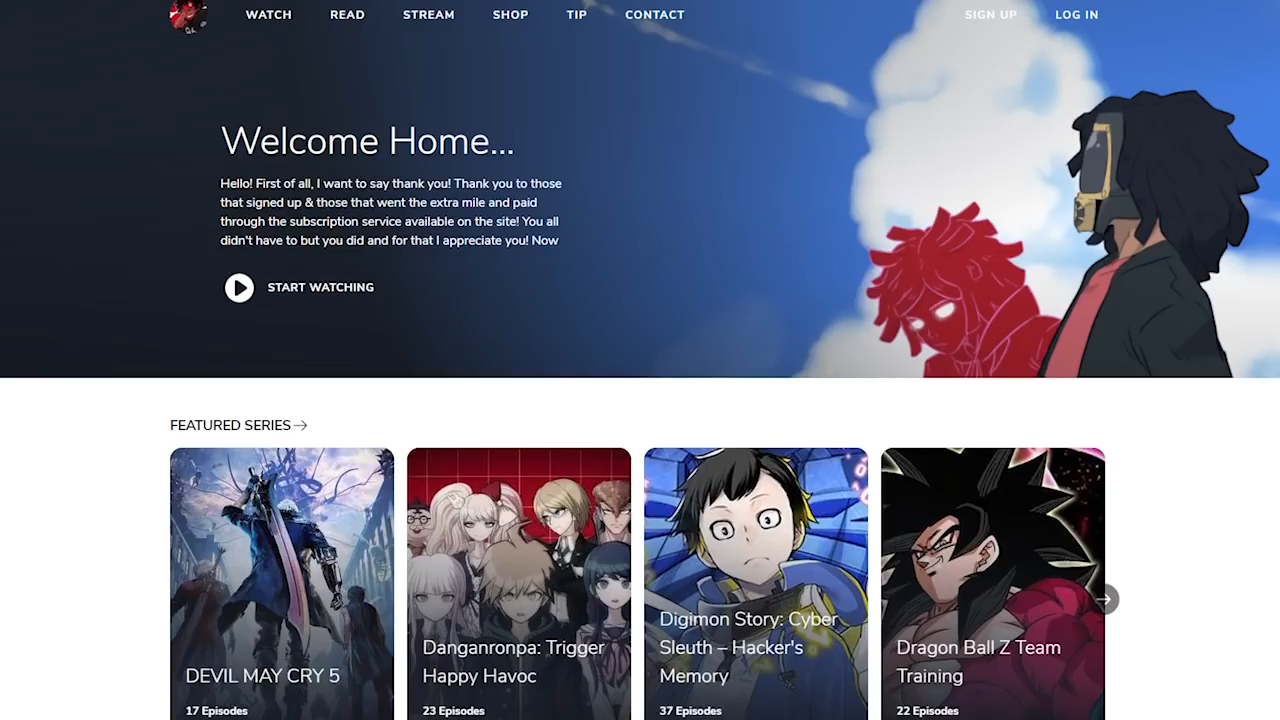 WATCH READ STREAM SHOP TIP CONTACT SIGN UP LOG IN
Welcome Home...
Hello! First of all, I want to say thank you! Thank you to those
that signed up & those that went the extra mile and paid
through the subscription service available on the site! You all
didn't have to but you did and for that I appreciate you! Now
START WATCHING
FEATURED SERIES
DEVIL MAY CRY 5
17 Episodes
Danganronpa: Trigger
Happy Havoc
23 Episodes
Digimon Story: Cyber
Sleuth – Hacker's
Memory
37 Episodes
Dragon Ball Z Team
Training
22 Episodes